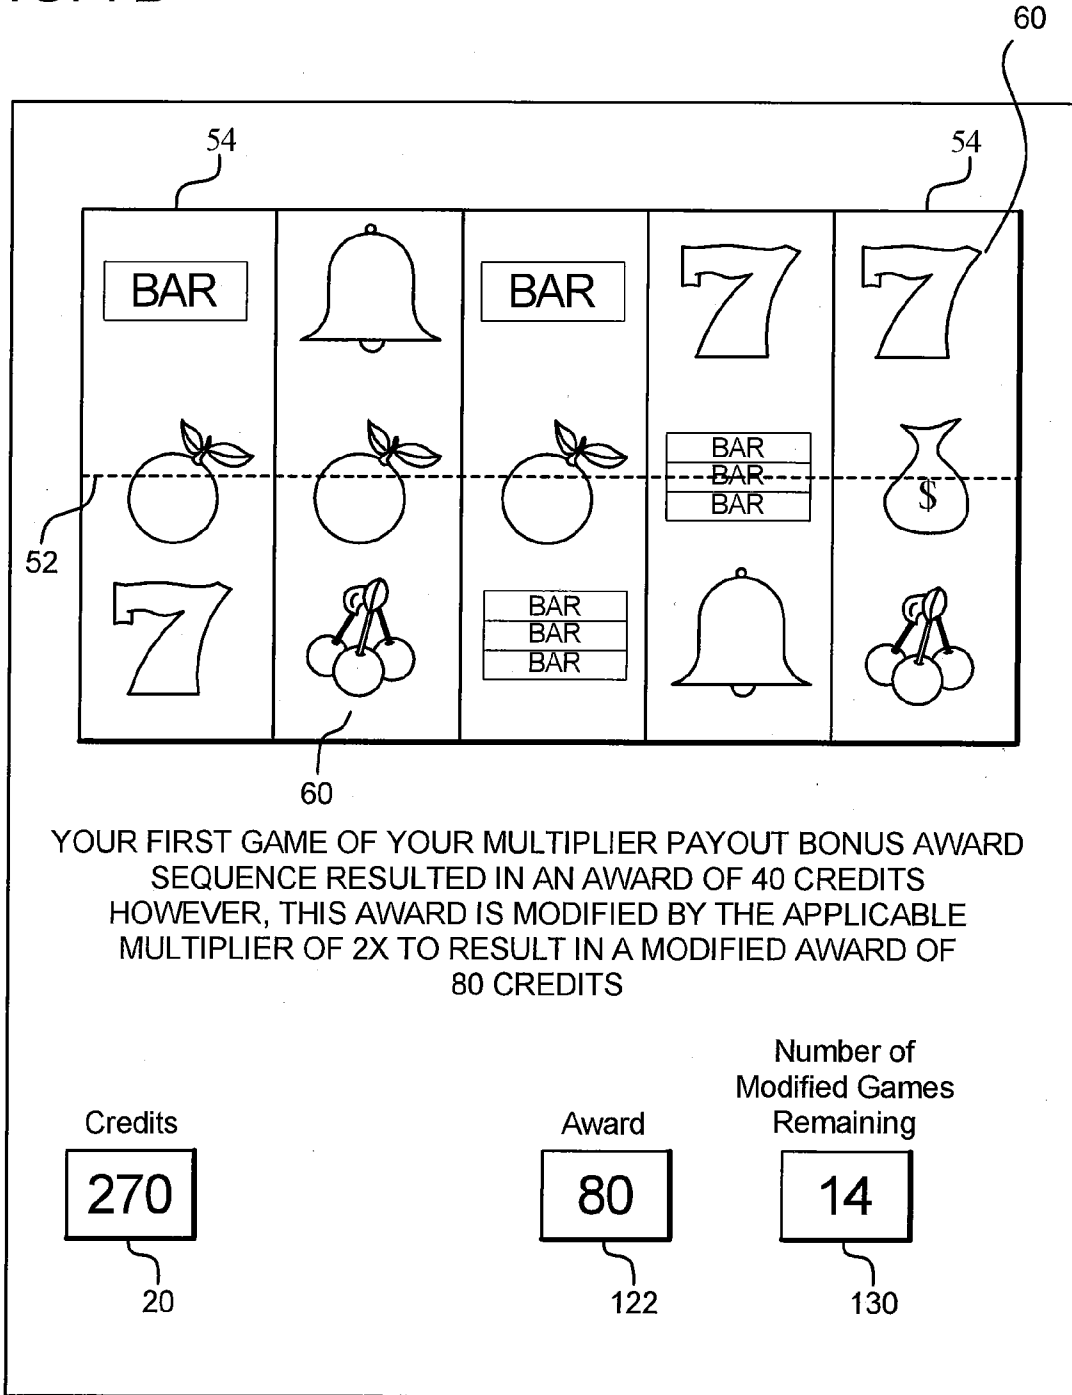 60
54 54
BAR BAR
BAR
BAR
BAR
$
52
BAR
BAR
BAR
60
YOUR FIRST GAME OF YOUR MULTIPLIER PAYOUT BONUS AWARD
SEQUENCE RESULTED IN AN AWARD OF 40 CREDITS
HOWEVER, THIS AWARD IS MODIFIED BY THE APPLICABLE
MULTIPLIER OF 2X TO RESULT IN A MODIFIED AWARD OF
80 CREDITS
Number of
Modified Games
Remaining
Credits Award
270 80 14
20 122 130